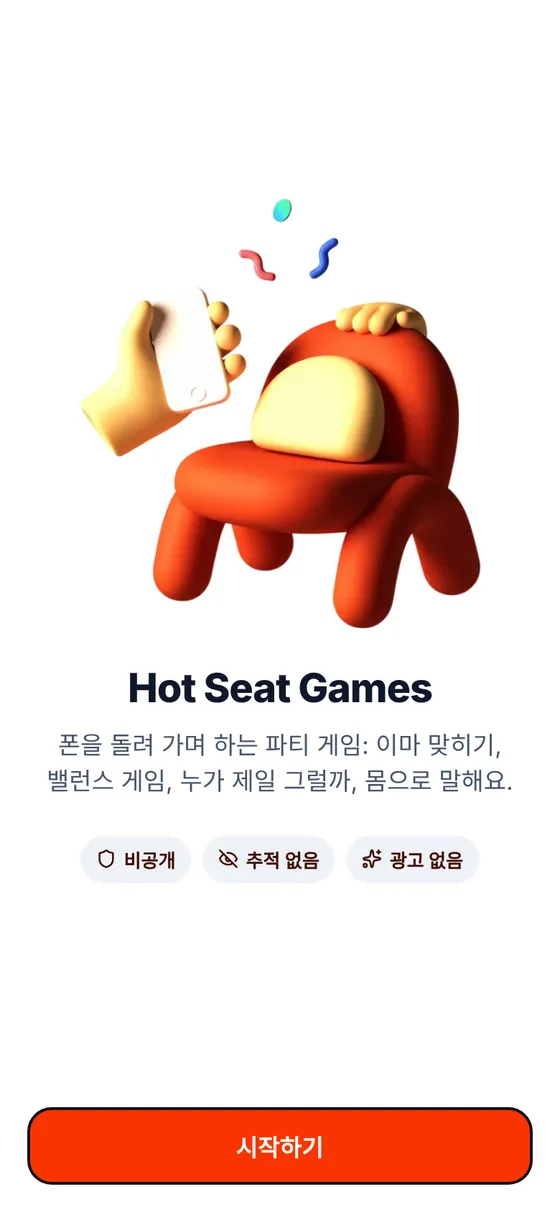 Hot Seat Games
폰을 돌려 가며 하는 파티 게임: 이마 맞히기,
밸런스 게임, 누가 제일 그럴까, 몸으로 말해요.
비공개
추적 없음
광고 없음
시작하기